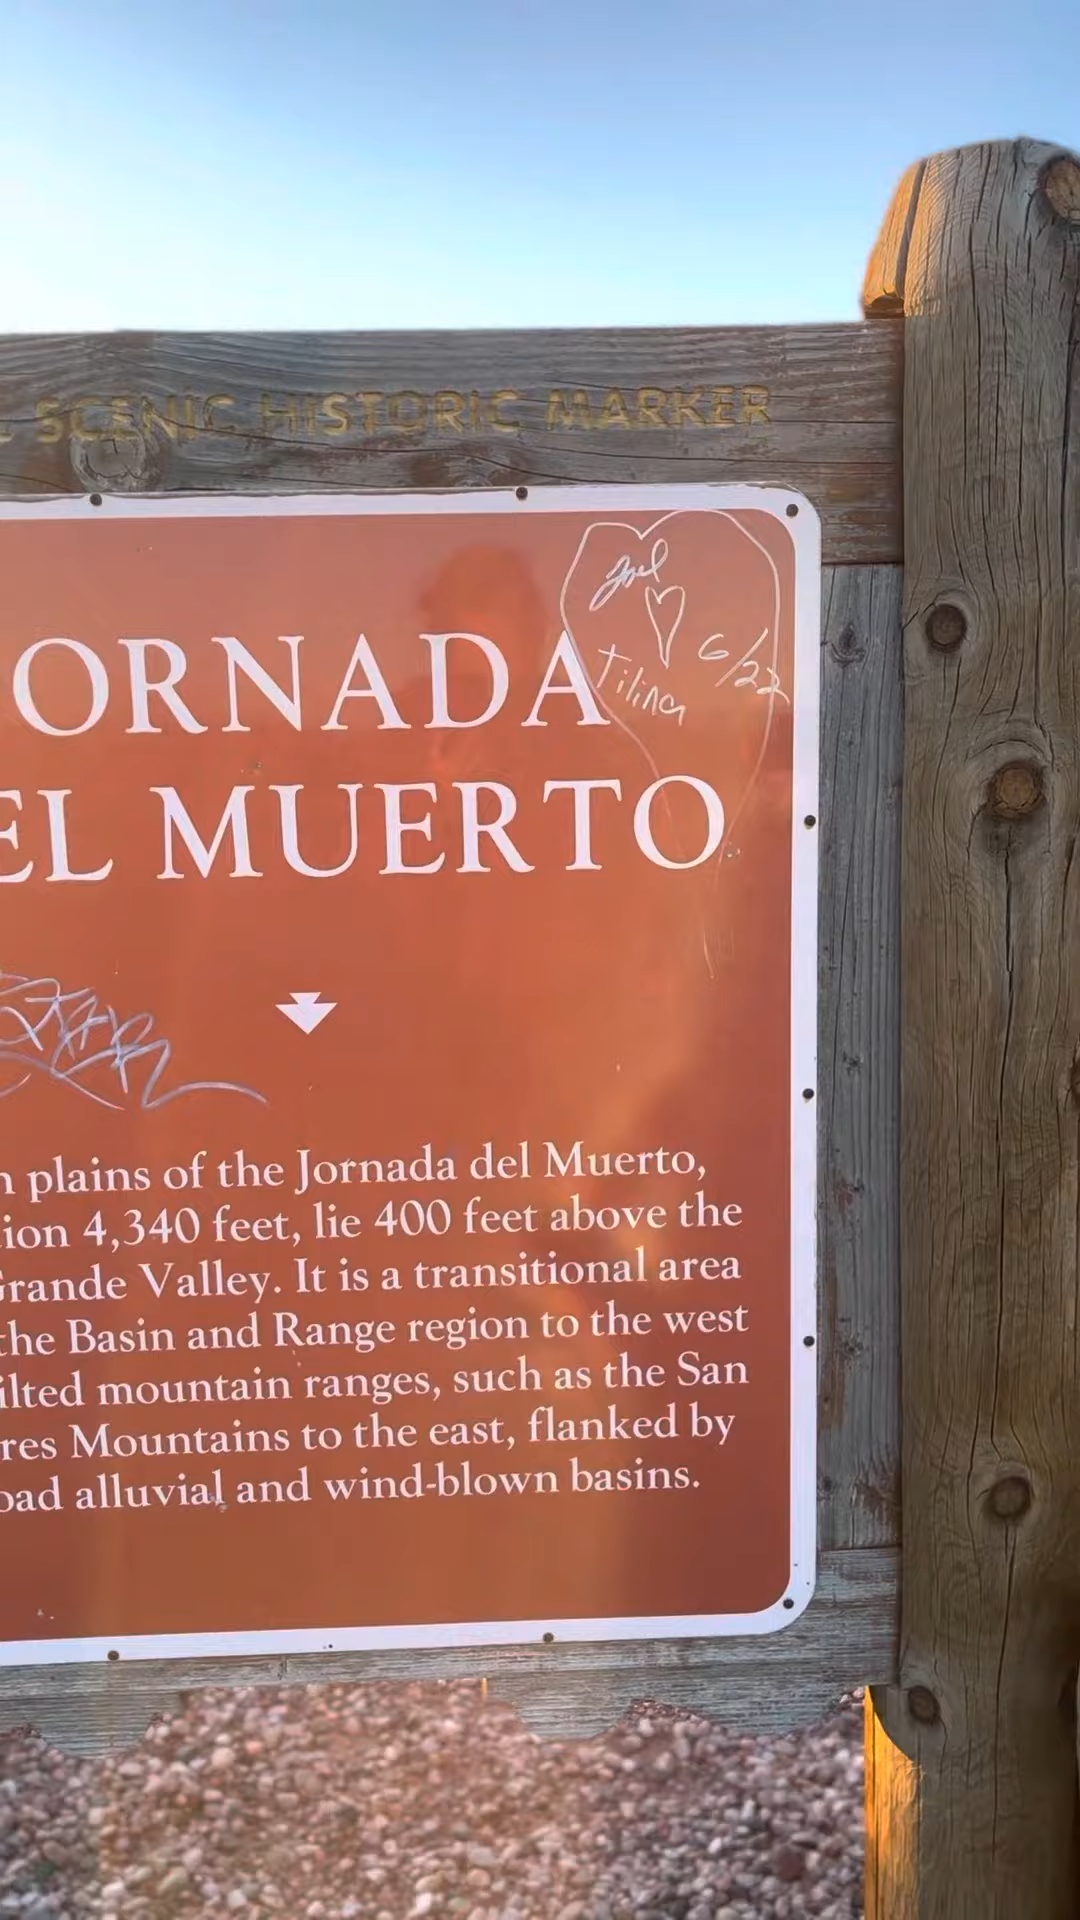 SCENIC HISTORIC MARKER
Joel
6/22
Tilina
ORNADA
EL MUERTO
plains of the Jornada del Muerto,
4,340 feet, lie 400 feet above the
Grande Valley. It is a transitional area
the Basin and Range region to the west
ilted mountain ranges, such as the San
res Mountains to the east, flanked by
oad alluvial and wind-blown basins.